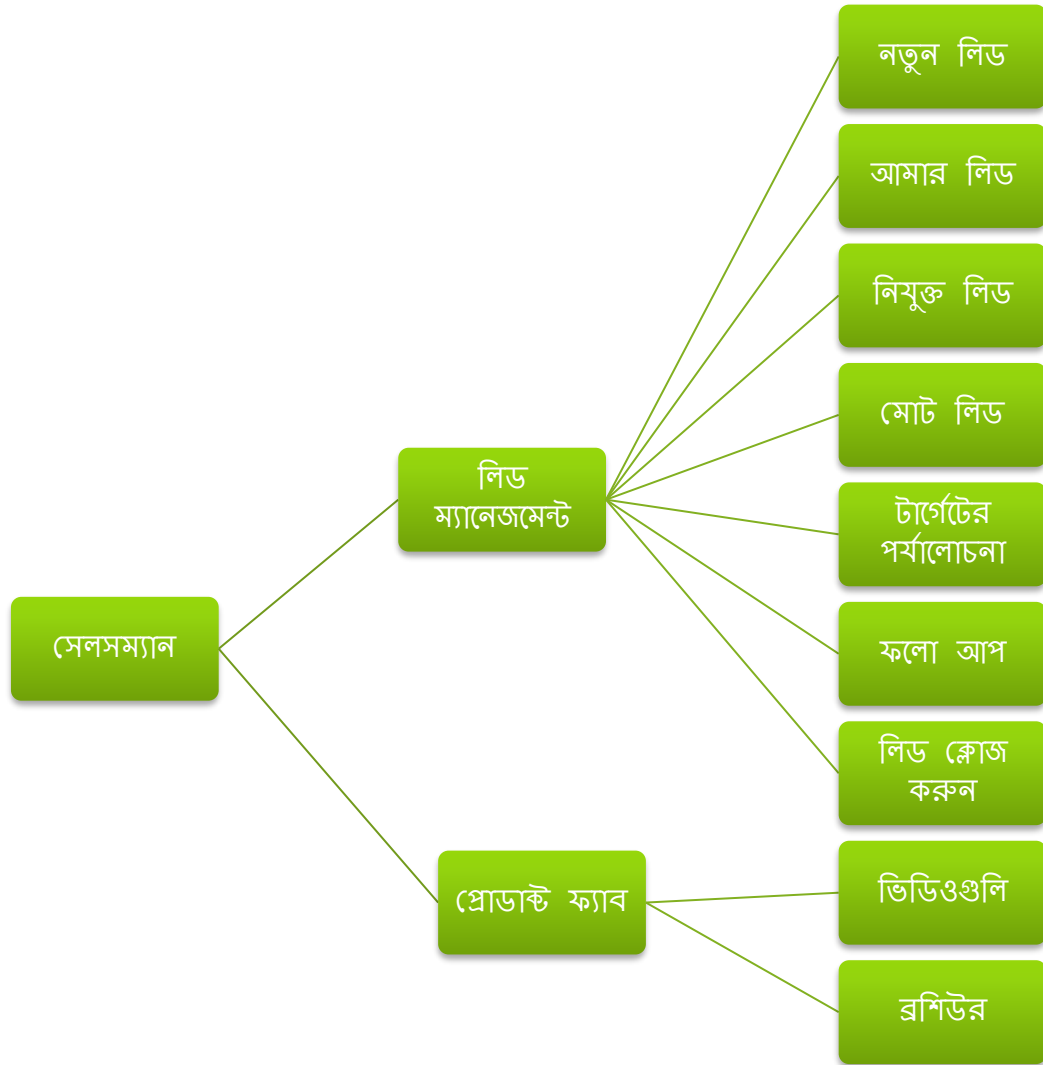 নতুন লিড
আমার লিড
নিযুক্ত লিড
মোট লিড
লিড
ম্যানেজমেন্ট
টার্গেটের
পর্যালোচনা
সেলসম্যান
ফলো আপ
লিড ক্লোজ
করুন
প্রোডাক্ট ফ্যাব
ভিডিওগুলি
ব্রশিউর